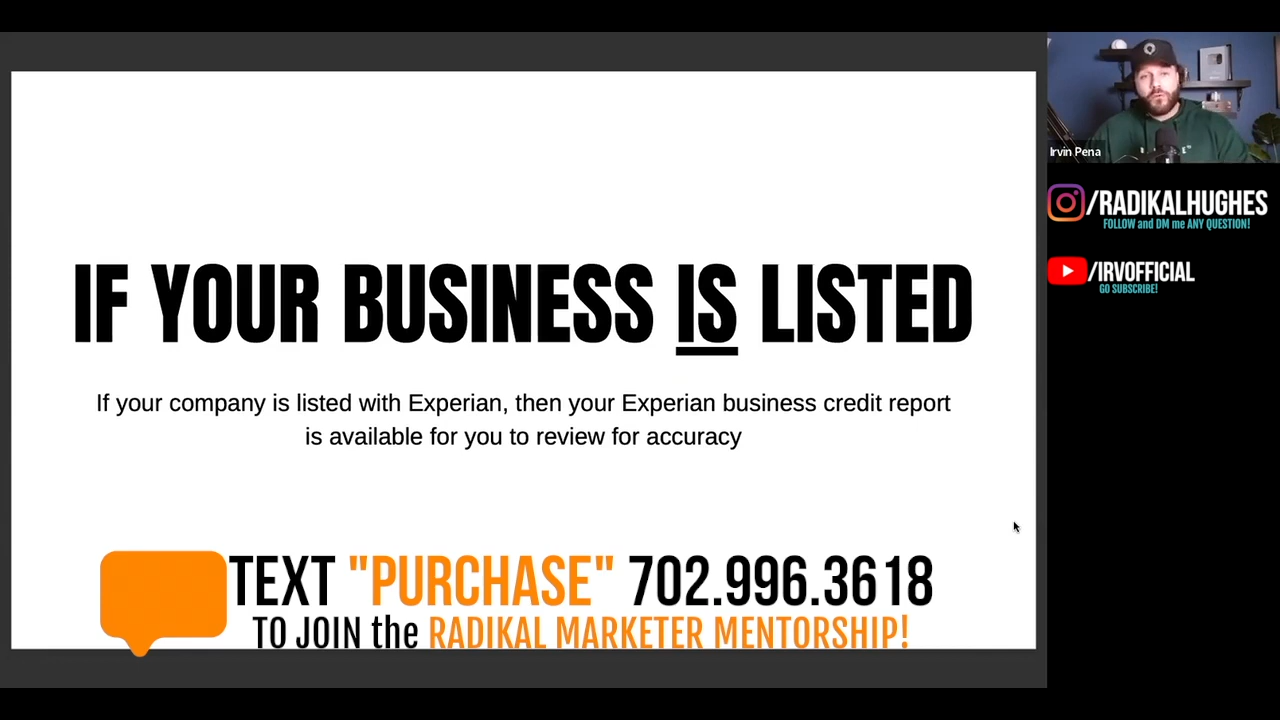 IF YOUR BUSINESS IS LISTED
If your company is listed with Experian, then your Experian business credit report
is available for you to review for accuracy
TEXT "PURCHASE" 702.996.3618
TO JOIN the RADIKAL MARKETER MENTORSHIP!
Irvin Pena
/RADIKALHUGHES
FOLLOW and DM me ANY QUESTION!
/IRVOFFICIAL
GO SUBSCRIBE!